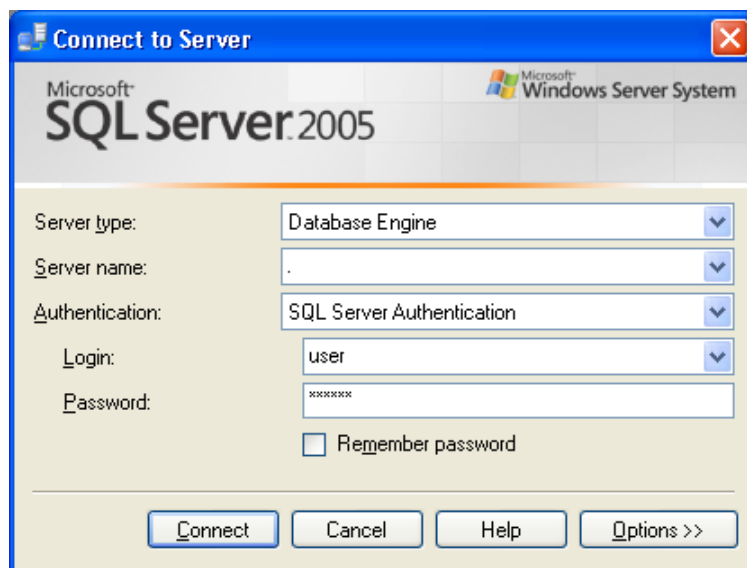 Connect to Server
Microsoft
SQL Server 2005
Microsoft
Windows Server System
Server type:
Database Engine
Server name:
.
Authentication:
SQL Server Authentication
Login:
user
Password:
******
Remember password
Connect
Cancel
Help
Options >>